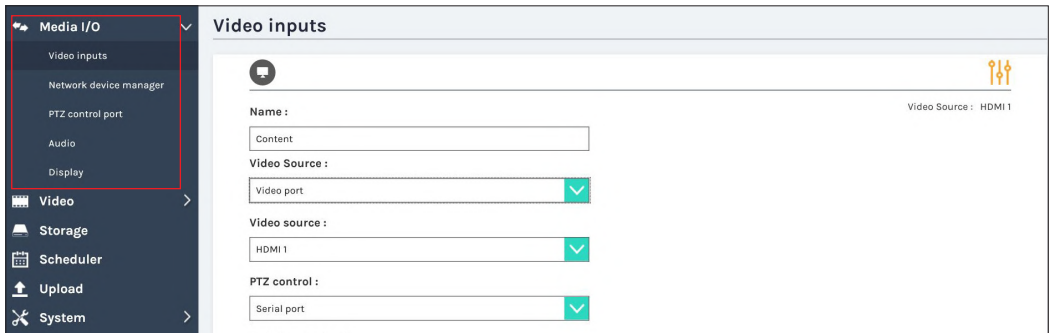 Media I/O
Video inputs
Network device manager
PTZ control port
Audio
Display
Video
Storage
Scheduler
Upload
System
Video inputs
Video Source : HDMI 1
Name :
Content
Video Source :
Video port
Video source :
HDMI 1
PTZ control :
Serial port